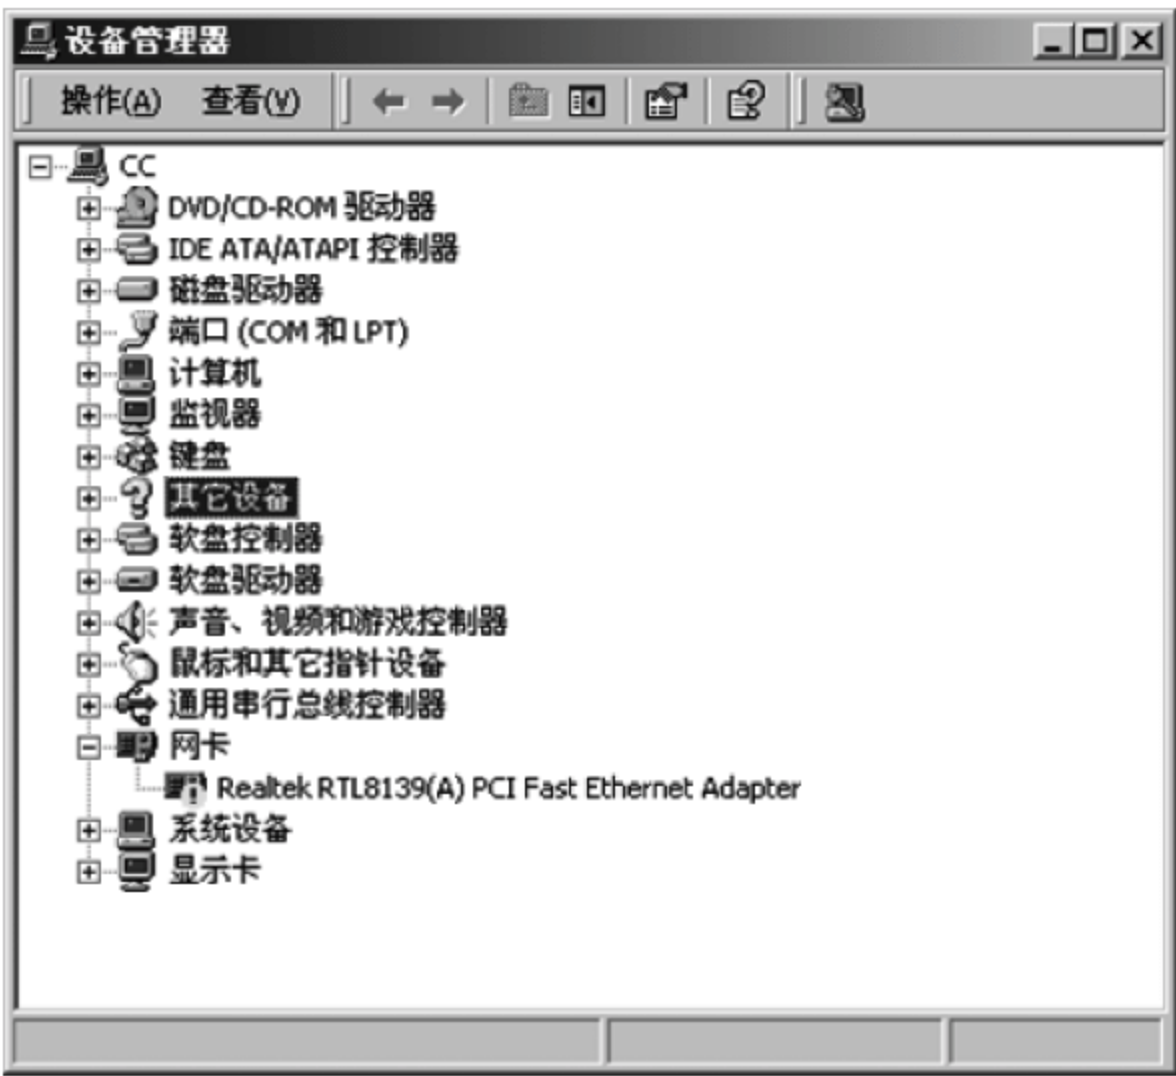 设备管理器
操作(A) 查看(V)
CC
DVD/CD-ROM 驱动器
IDE ATA/ATAPI 控制器
磁盘驱动器
端口 (COM 和 LPT)
计算机
监视器
键盘
其它设备
软盘控制器
软盘驱动器
声音、视频和游戏控制器
鼠标和其它指针设备
通用串行总线控制器
网卡
Realtek RTL8139(A) PCI Fast Ethernet Adapter
系统设备
显示卡